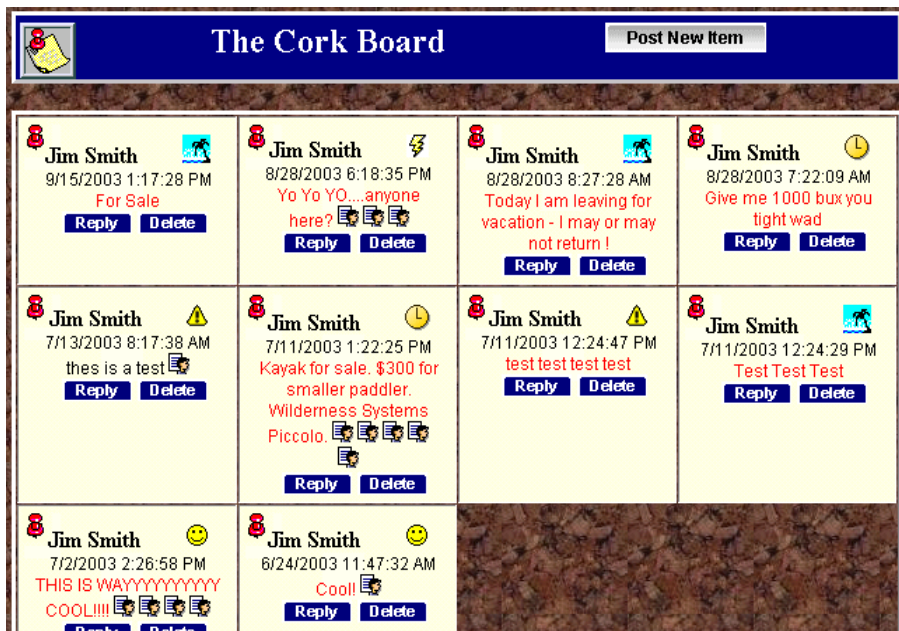 The Cork Board
Post New Item
Jim Smith
9/15/2003 1:17:28 PM
For Sale
Reply Delete
Jim Smith
8/28/2003 6:18:35 PM
Yo Yo YO....anyone
here?
Reply Delete
Jim Smith
8/28/2003 8:27:28 AM
Today I am leaving for
vacation - I may or may
not return !
Reply Delete
Jim Smith
8/28/2003 7:22:09 AM
Give me 1000 bux you
tight wad
Reply Delete
Jim Smith
7/13/2003 8:17:38 AM
thes is a test
Reply Delete
Jim Smith
7/11/2003 1:22:25 PM
Kayak for sale. $300 for
smaller paddler.
Wilderness Systems
Piccolo.
Reply Delete
Jim Smith
7/11/2003 12:24:47 PM
test test test test
Reply Delete
Jim Smith
7/11/2003 12:24:29 PM
Test Test Test
Reply Delete
Jim Smith
7/2/2003 2:26:58 PM
THIS IS WAYYYYYYYYYY
COOL!!!!
Reply Delete
Jim Smith
6/24/2003 11:47:32 AM
Cool!
Reply Delete